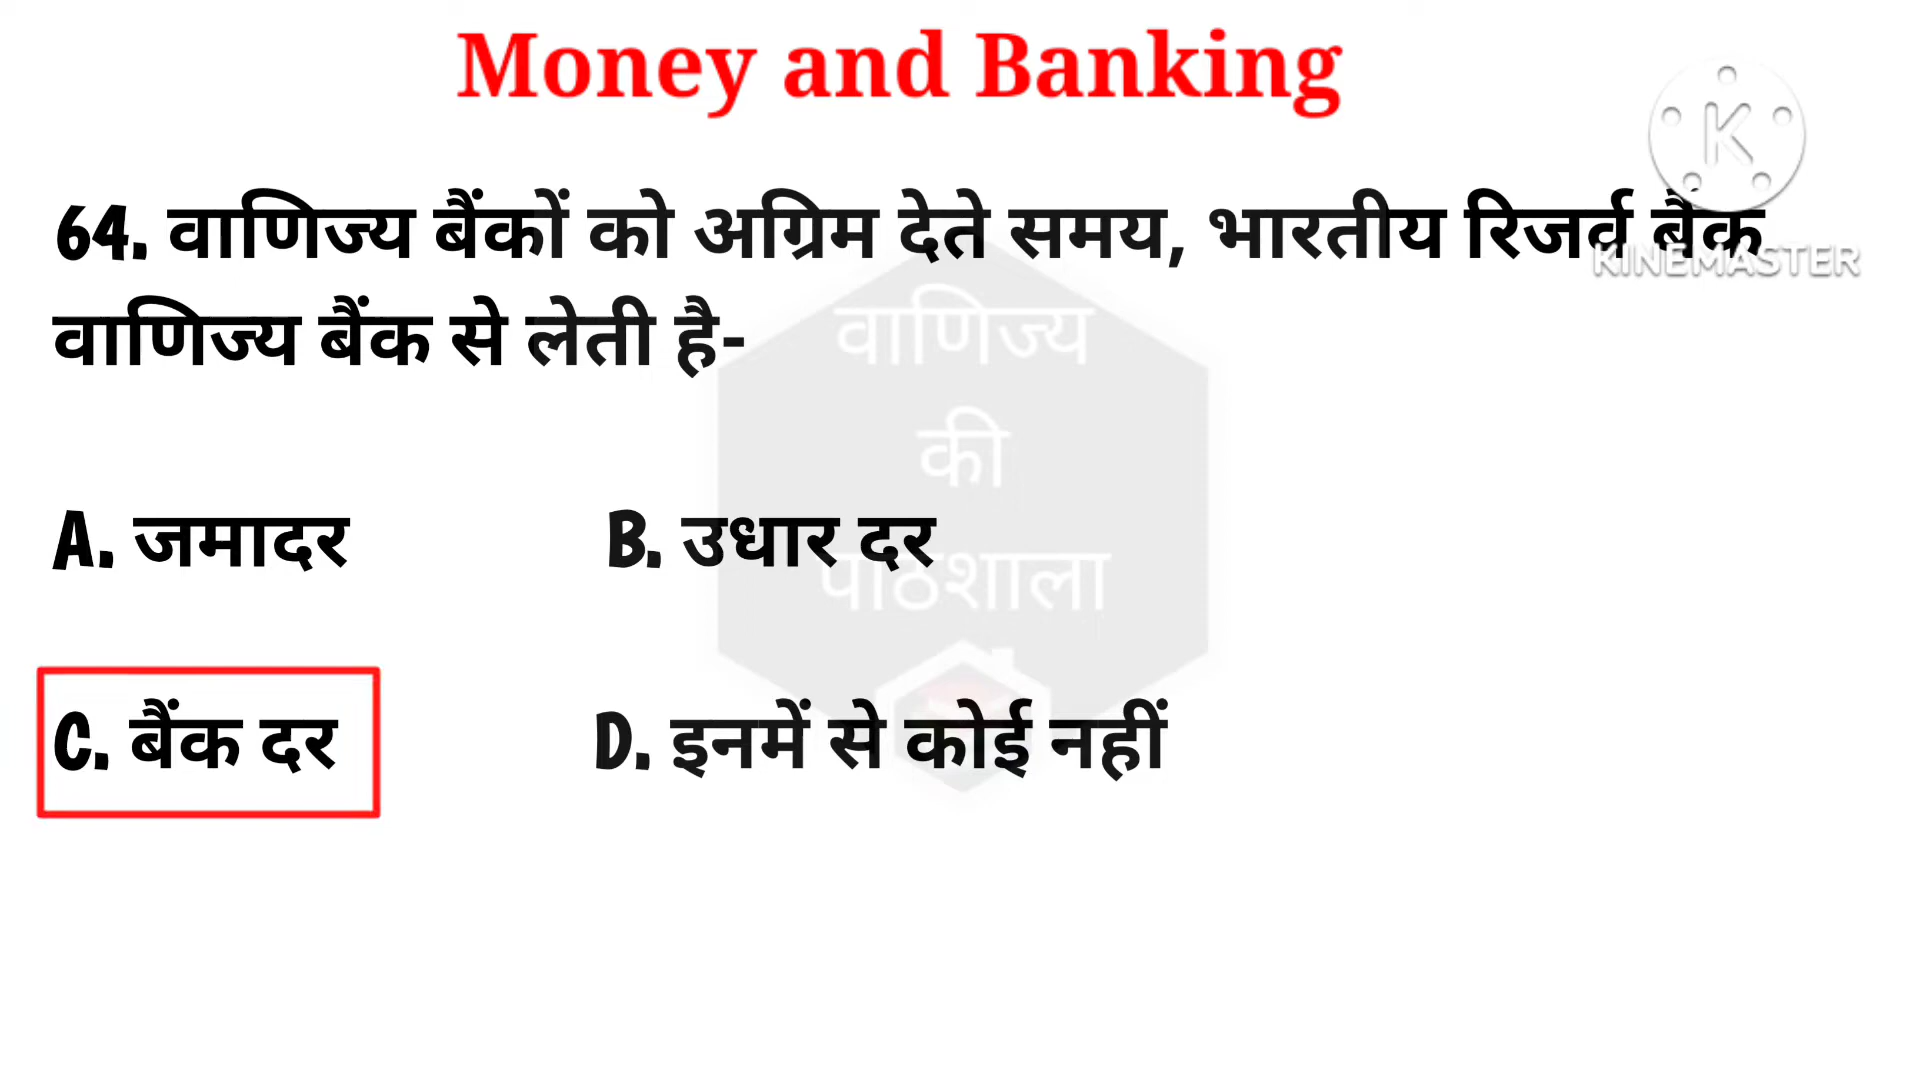 Money and Banking
64. वाणिज्य बैंकों को अग्रिम देते समय, भारतीय रिजर्व बैंक
KINEMASTER
वाणिज्य बैंक से लेती है-
वाणिज्य
की
पाठशाला
A. जमादर B. उधार दर
C. बैंक दर D. इनमें से कोई नहीं